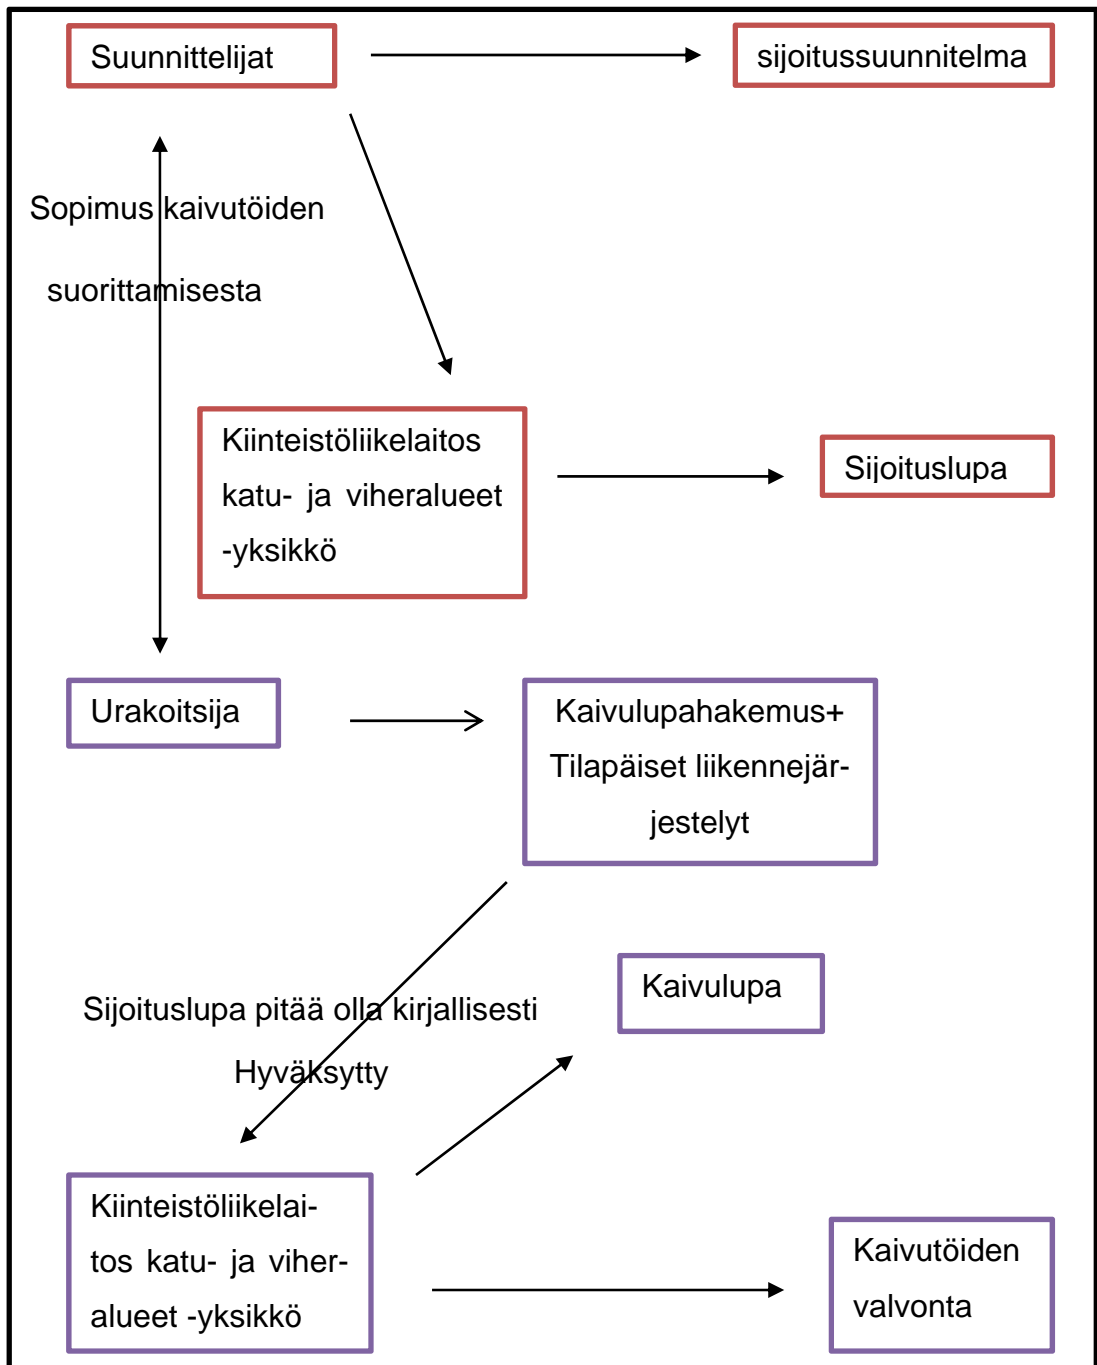 Suunnittelijat
sijoitussuunnitelma
Sopimus kaivutöiden
suorittamisesta
Kiinteistöliikelaitos
katu- ja viheralueet
-yksikkö
Sijoituslupa
Urakoitsija
Kaivulupahakemus+
Tilapäiset liikennejär-
jestelyt
Kaivulupa
Sijoituslupa pitää olla kirjallisesti
Hyväksytty
Kiinteistöliikelai-
tos katu- ja viher-
alueet -yksikkö
Kaivutöiden
valvonta